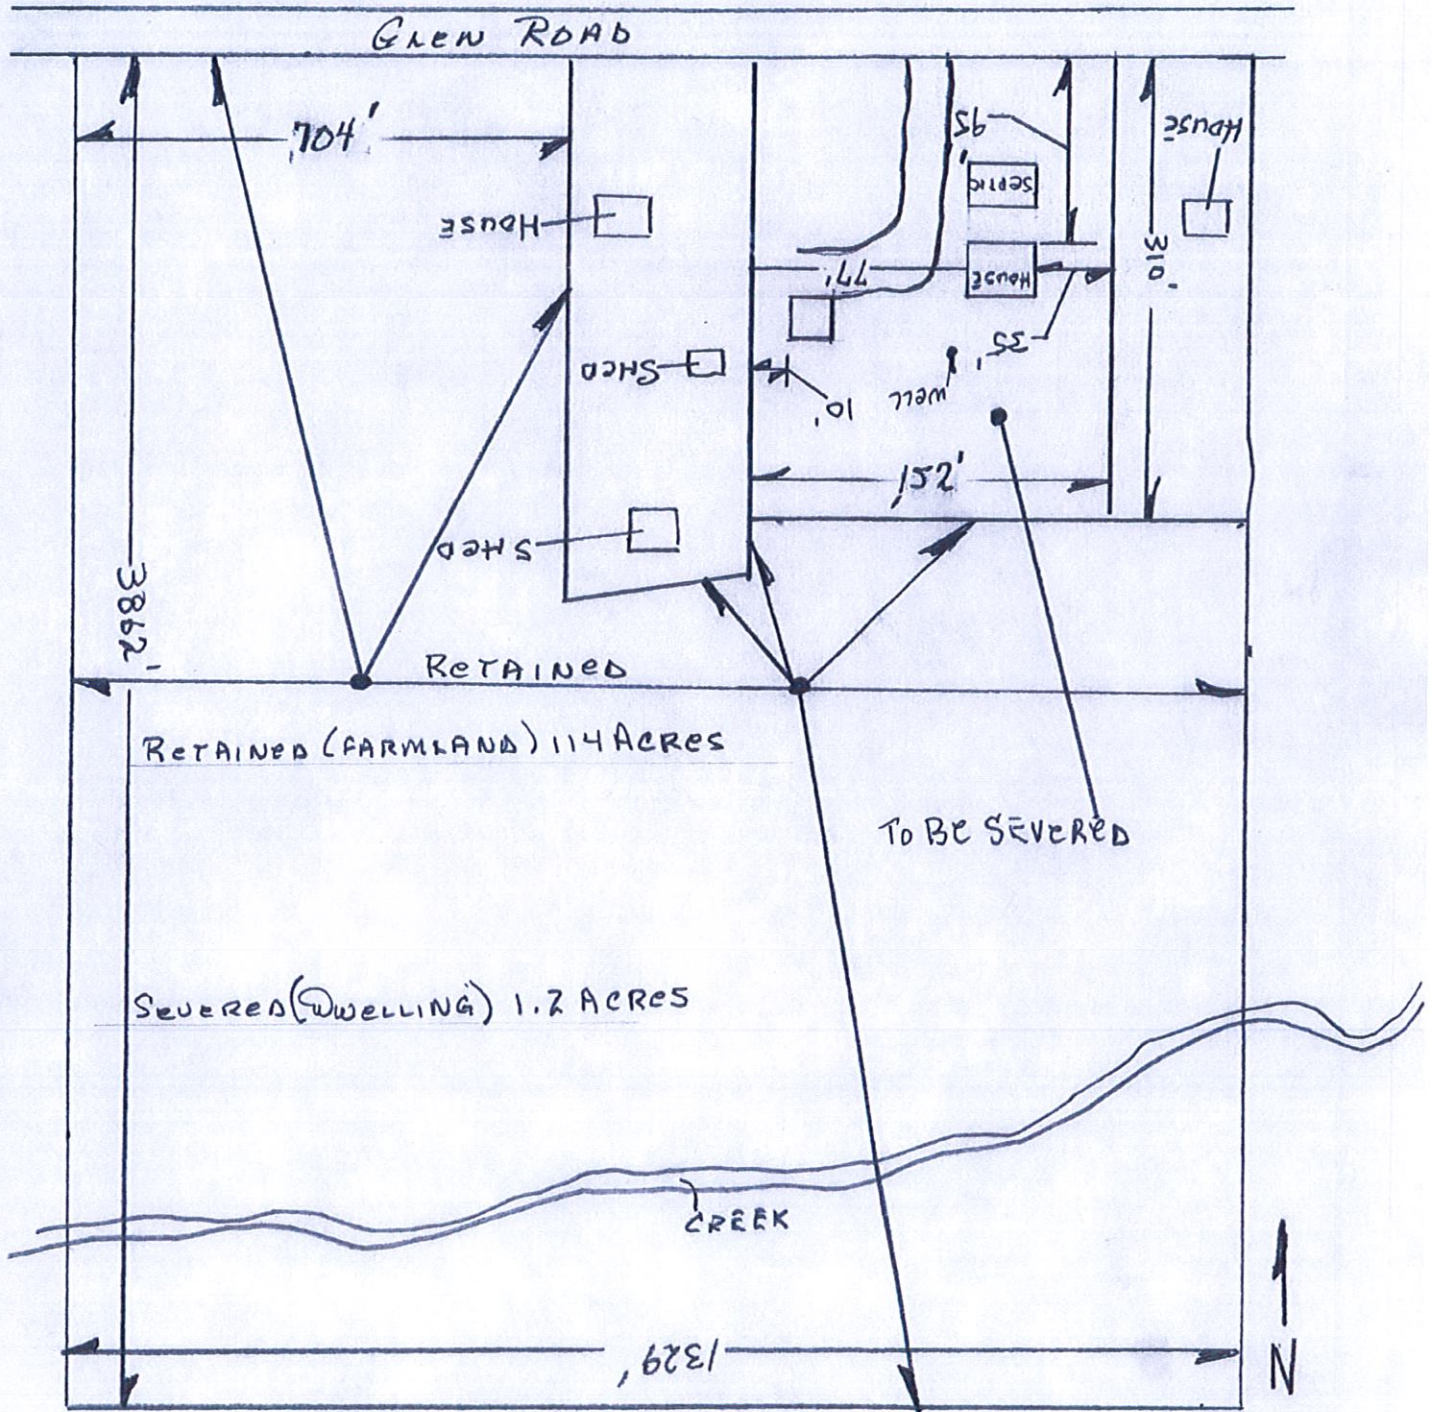 GLEN ROAD
704'
95'
HOUSE
SEPTIC
HOUSE
310'
77'
HOUSE
35'
SHED
10'
WELL
152'
SHED
3862'
RETAINED
RETAINED (FARMLAND) 114 ACRES
TO BE SEVERED
SEVERED (DWELLING) 1.2 ACRES
CREEK
1329'
N